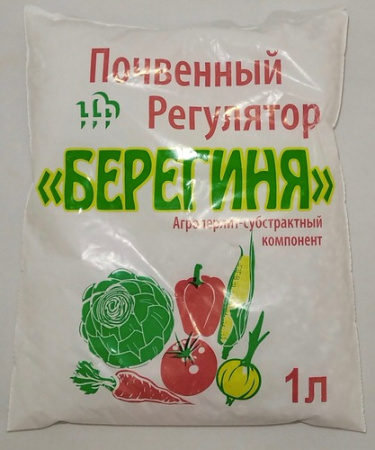 Почвенный
Регулятор
«БЕРЕГИНЯ»
Агроперлит-субстрактный
компонент
1л